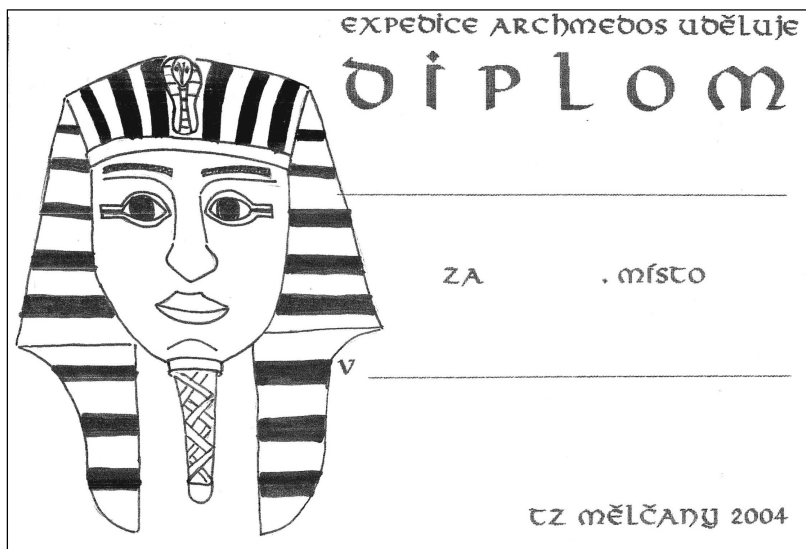 EXPEDICE ARCHMEDOS UDĚLUJE
DIPLOM
ZA . MÍSTO
V
TZ MĚLČANY 2004